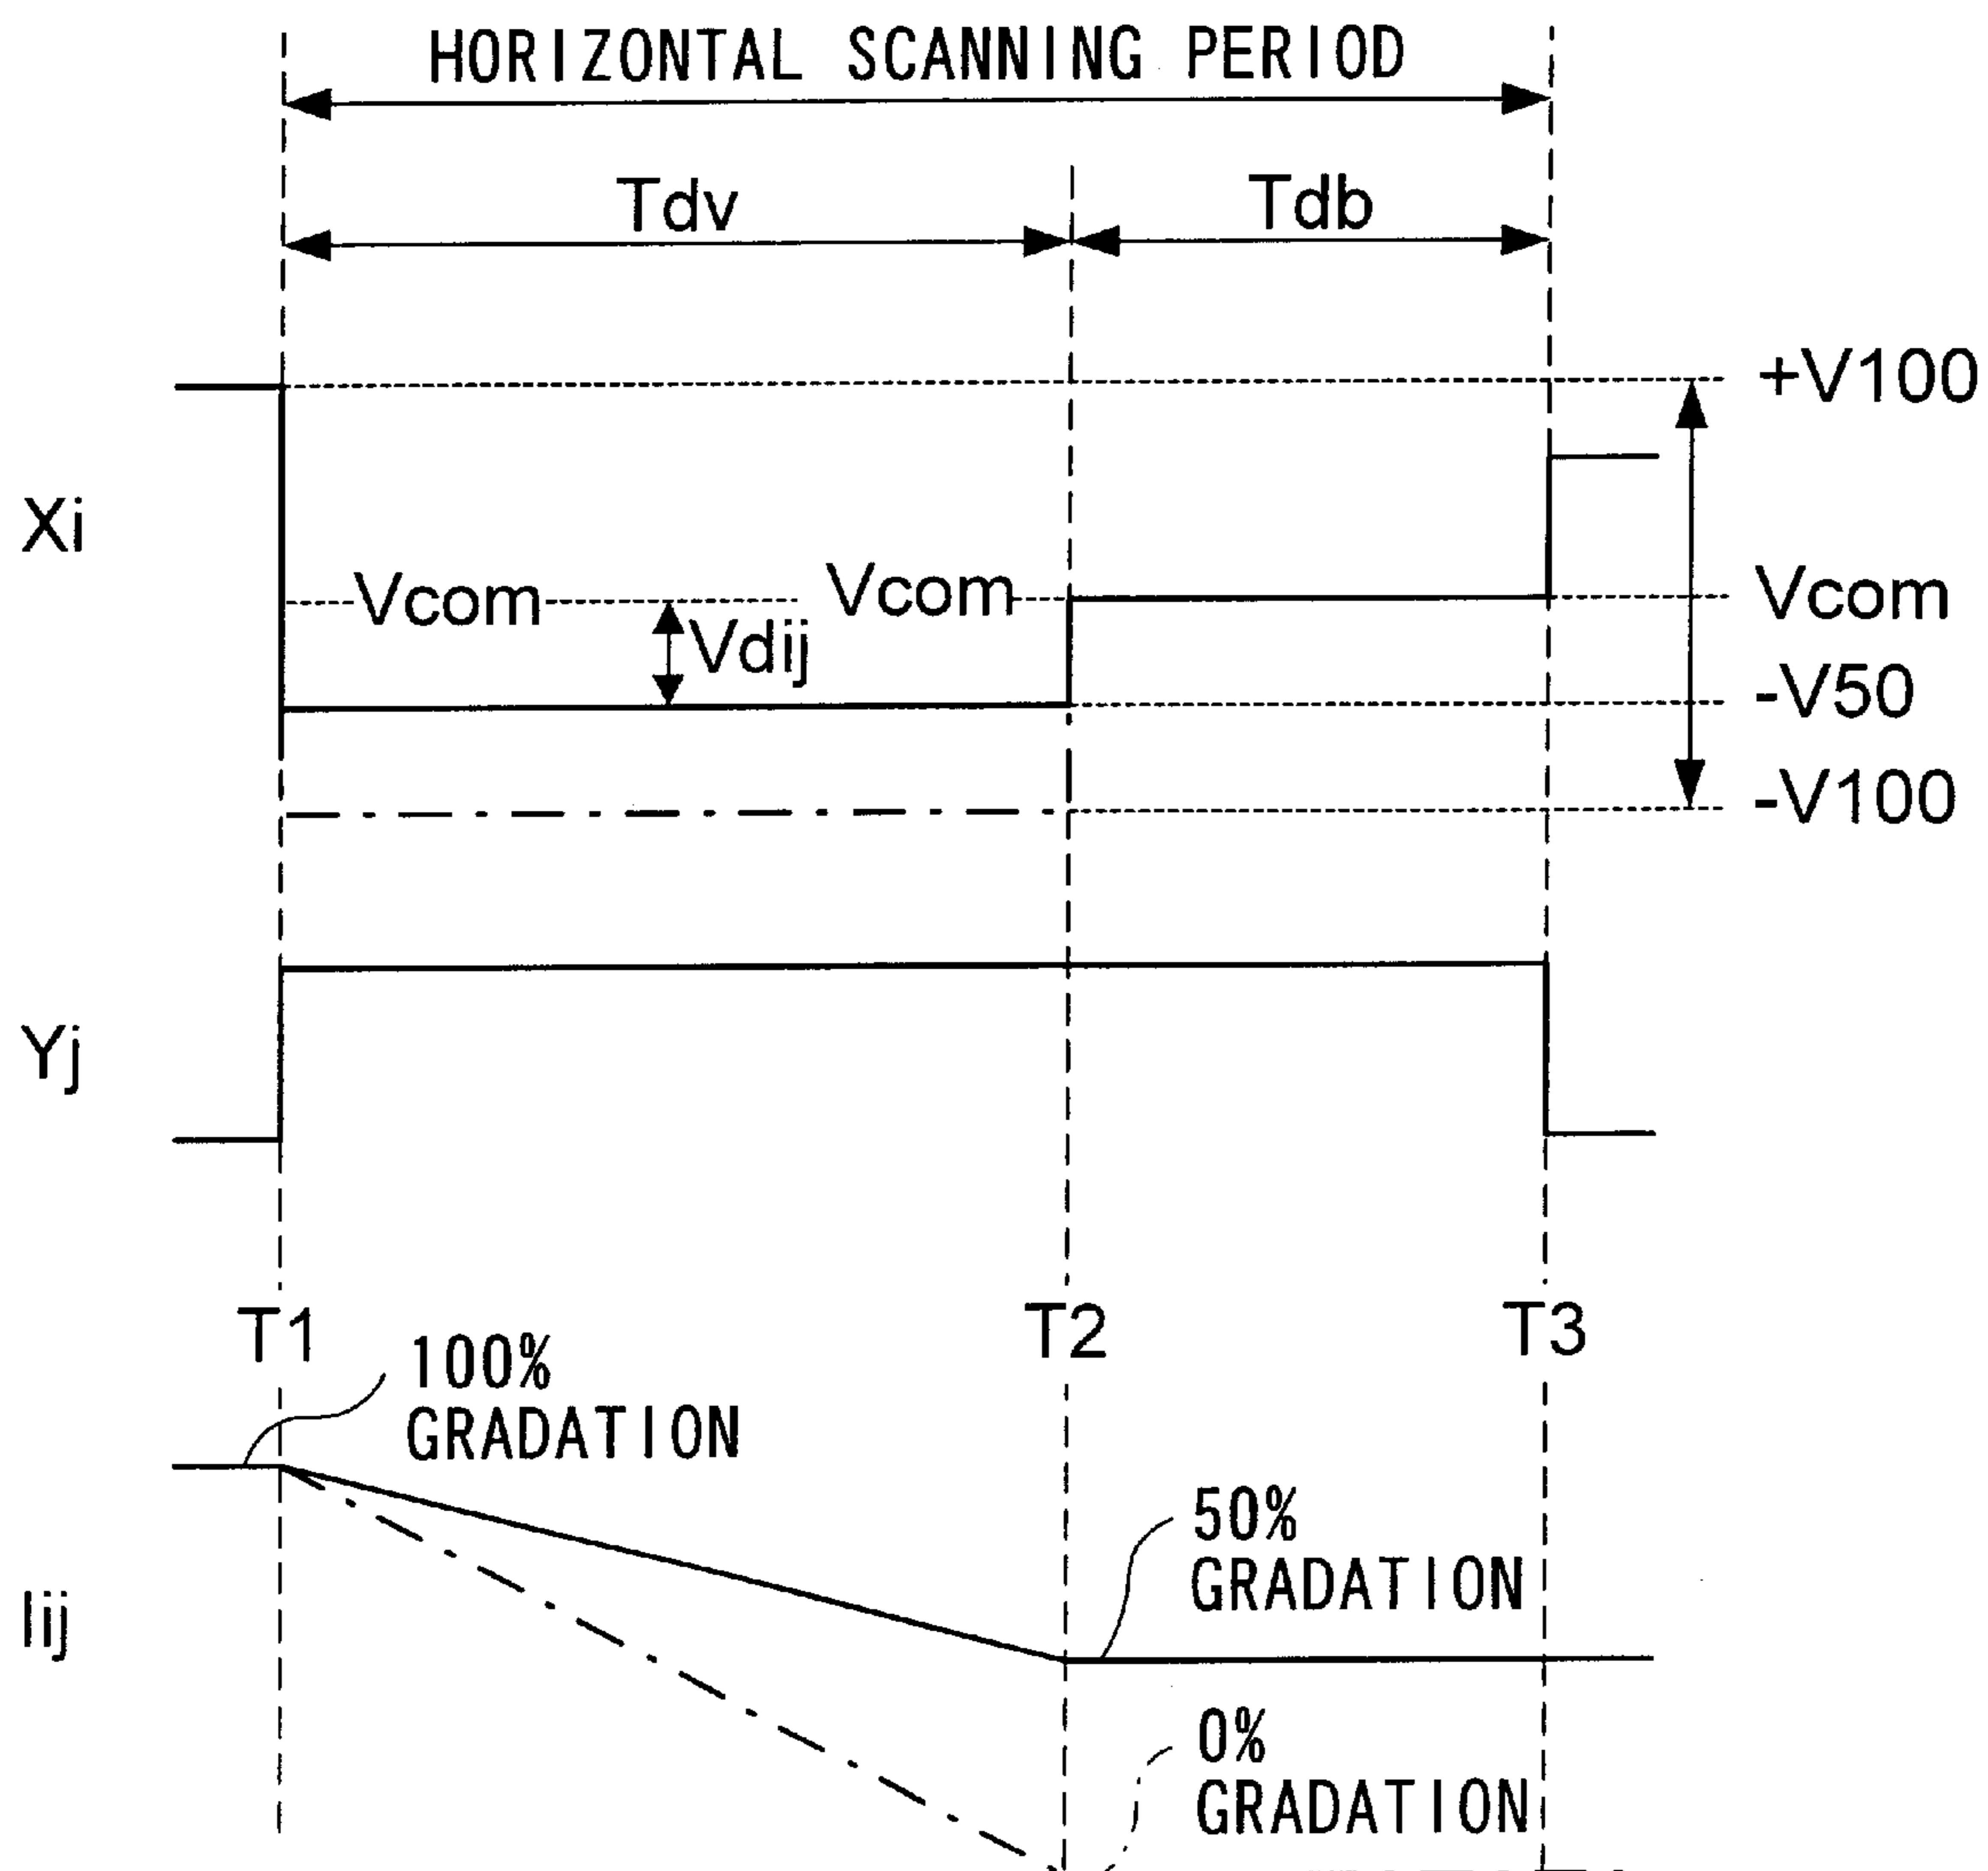 HORIZONTAL SCANNING PERIOD
Tdv
Tdb
+V100
Xi
Vcom
Vcom
Vcom
Vdij
-V50
-V100
Yj
T1
T2
T3
100%
GRADATION
50%
GRADATION
Iij
0%
GRADATION